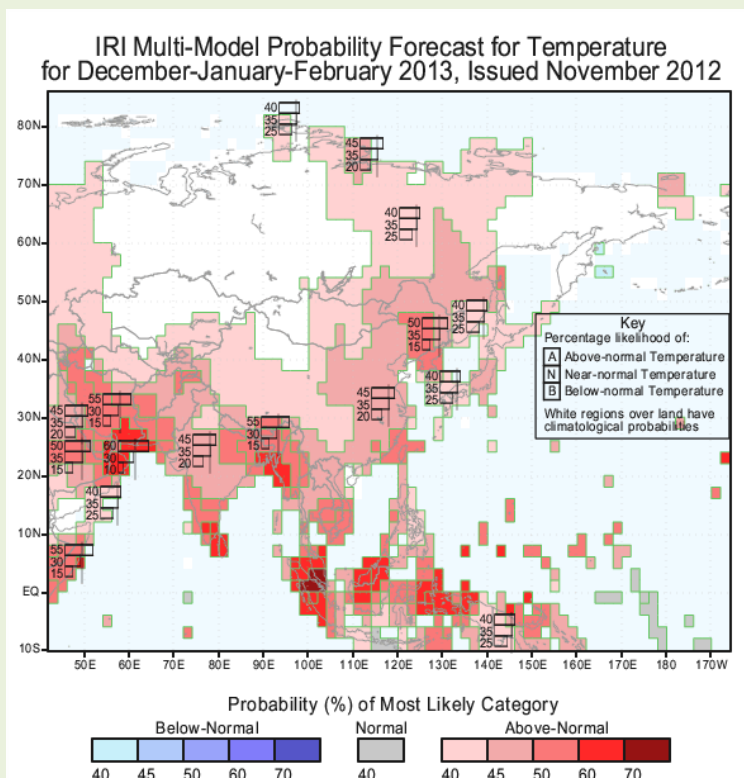 IRI Multi-Model Probability Forecast for Temperature
for December-January-February 2013, Issued November 2012
80N
70N
60N
50N
40N
30N
20N
10N
EQ
10S
40
35
25
45
35
20
40
35
25
40
35
25
50
35
15
40
35
25
45
35
20
55
30
15
45
35
20
50
35
15
60
30
10
45
35
20
55
30
15
40
35
25
55
30
15
40
35
25
Key
Percentage likelihood of:
A Above-normal Temperature
N Near-normal Temperature
B Below-normal Temperature
White regions over land have
climatological probabilities
50E 60E 70E 80E 90E 100E 110E 120E 130E 140E 150E 160E 170E 180 170W
Probability (%) of Most Likely Category
Below-Normal Normal Above-Normal
40 45 50 60 70 40 40 45 50 60 70